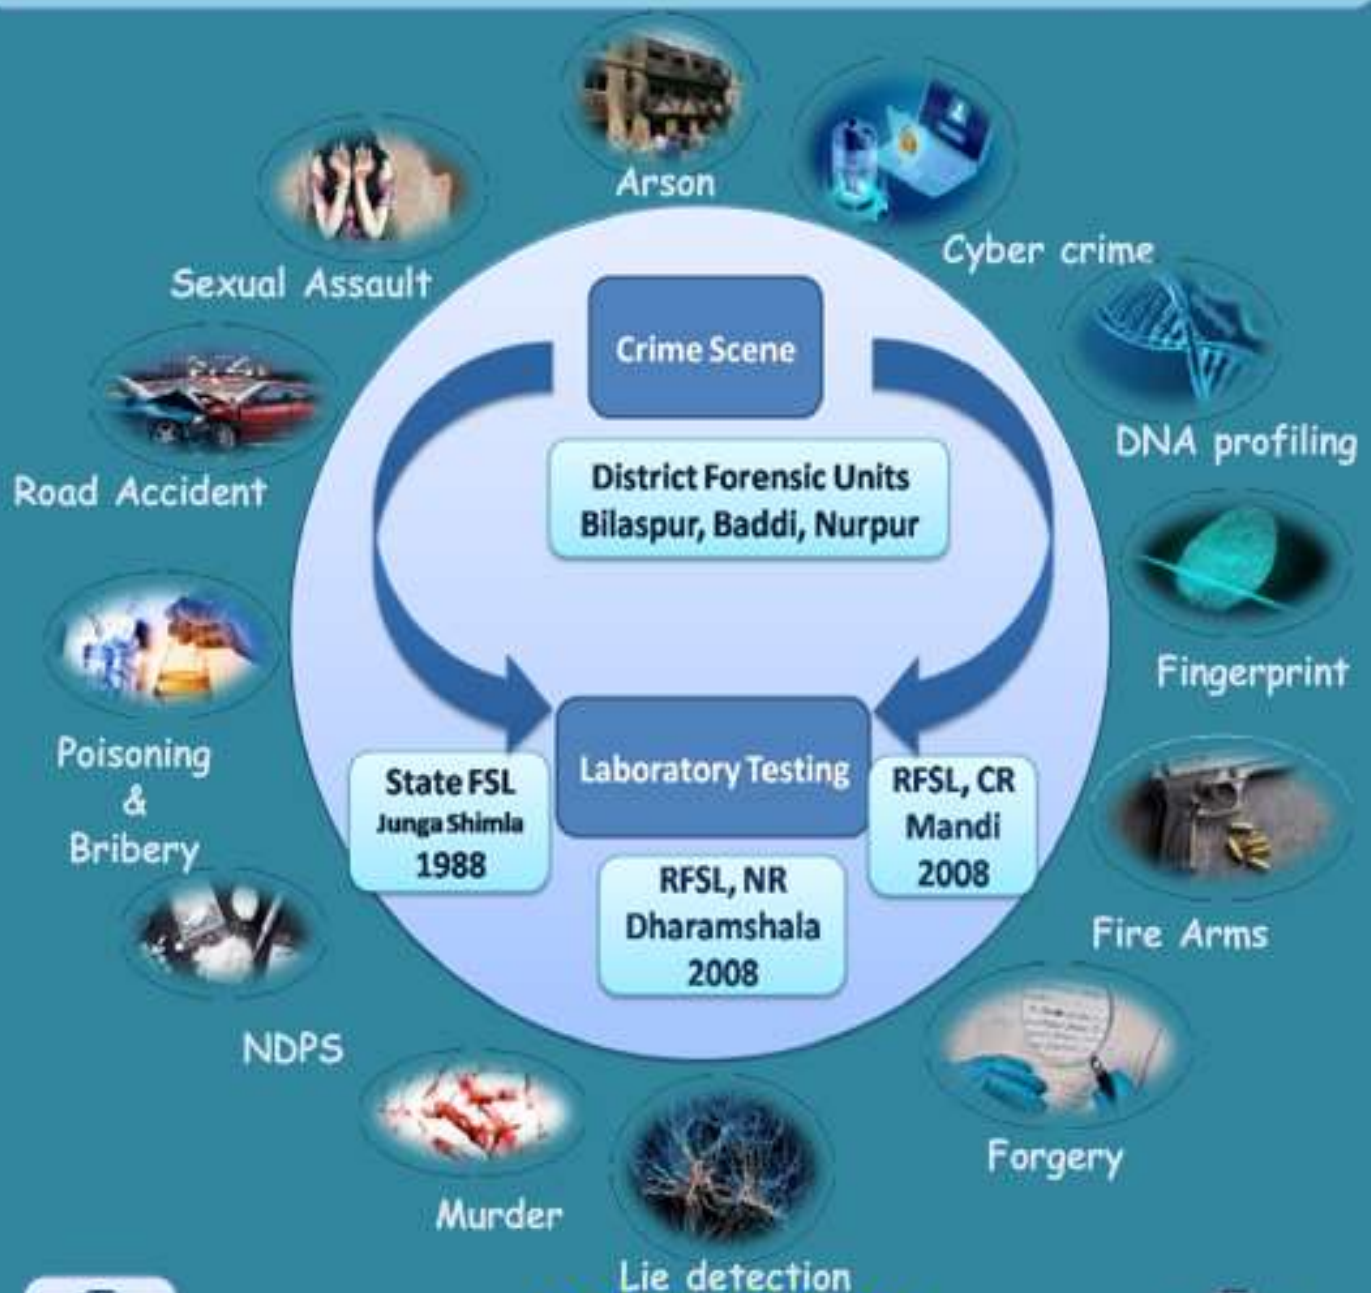 Arson
Cyber crime
Sexual Assault
Crime Scene
DNA profiling
District Forensic Units
Bilaspur, Baddi, Nurpur
Road Accident
Fingerprint
Poisoning
&
Bribery
Laboratory Testing
State FSL
Junga Shimla
1988
RFSL, CR
Mandi
2008
RFSL, NR
Dharamshala
2008
Fire Arms
NDPS
Forgery
Murder
Lie detection